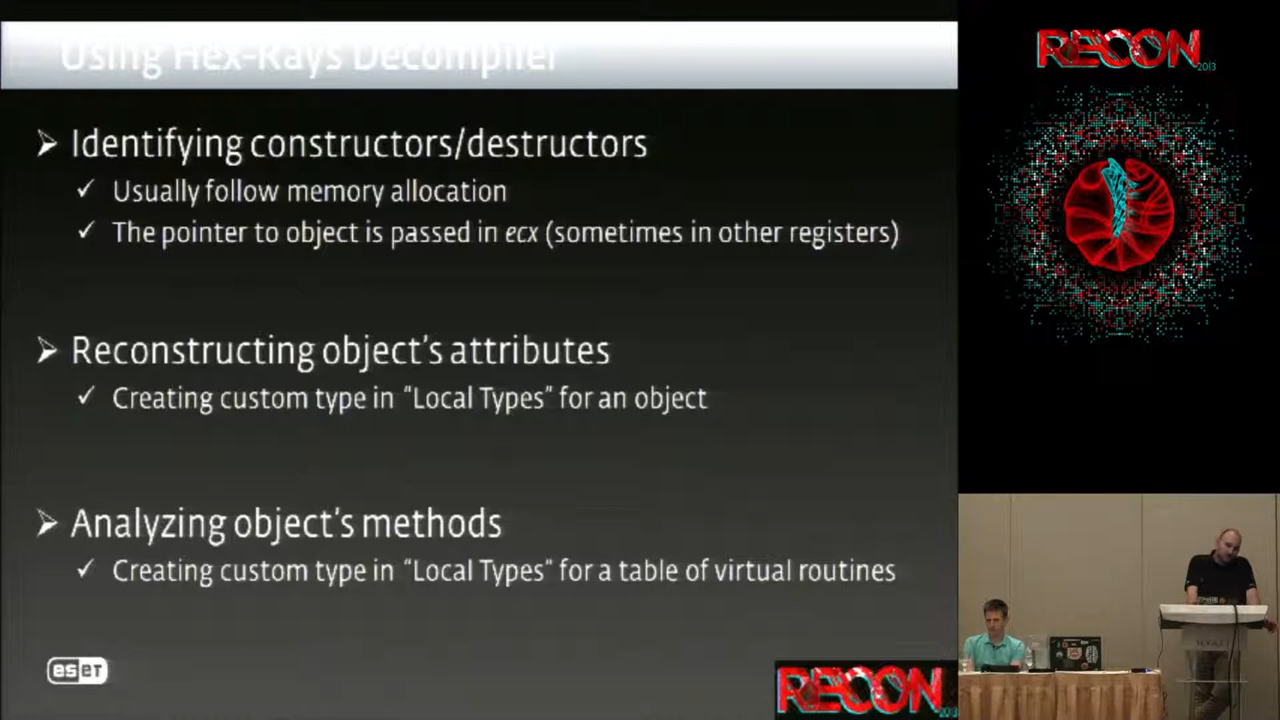 Using Hex-Rays Decompiler
Identifying constructors/destructors
Usually follow memory allocation
The pointer to object is passed in ecx (sometimes in other registers)
Reconstructing object's attributes
Creating custom type in "Local Types" for an object
Analyzing object's methods
Creating custom type in "Local Types" for a table of virtual routines
eset
RECON
2013
RECON
2013